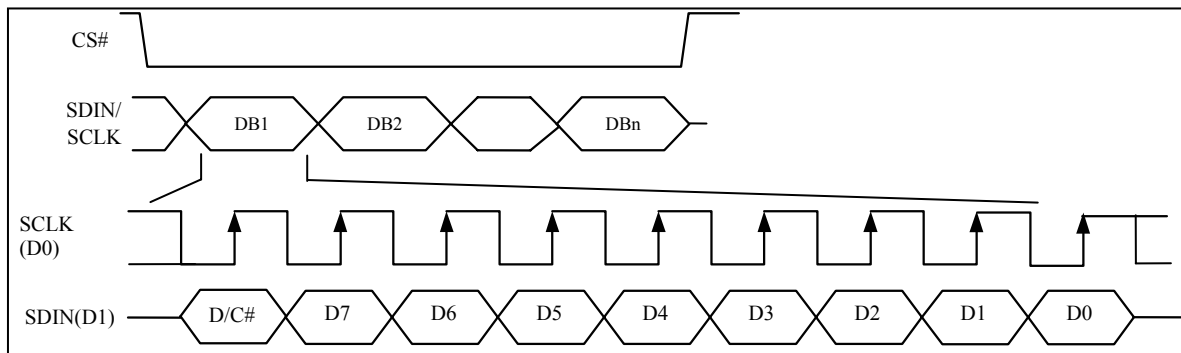 CS#
SDIN/
SCLK
DB1 DB2 DBn
SCLK
(D0)
SDIN(D1) D/C# D7 D6 D5 D4 D3 D2 D1 D0